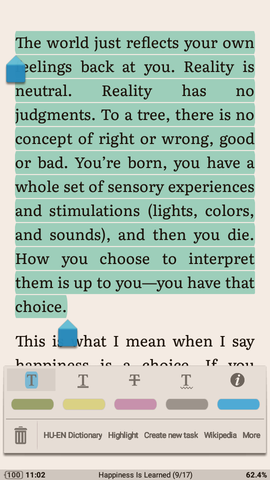 The world just reflects your own
feelings back at you. Reality is
neutral. Reality has no
judgments. To a tree, there is no
concept of right or wrong, good
or bad. You're born, you have a
whole set of sensory experiences
and stimulations (lights, colors,
and sounds), and then you die.
How you choose to interpret
them is up to you—you have that
choice.
This is what I mean when I say
happiness is a choice. If you
T T T T i
HU-EN Dictionary Highlight Create new task Wikipedia More
(100) 11:02 Happiness Is Learned (9/17) 62.4%